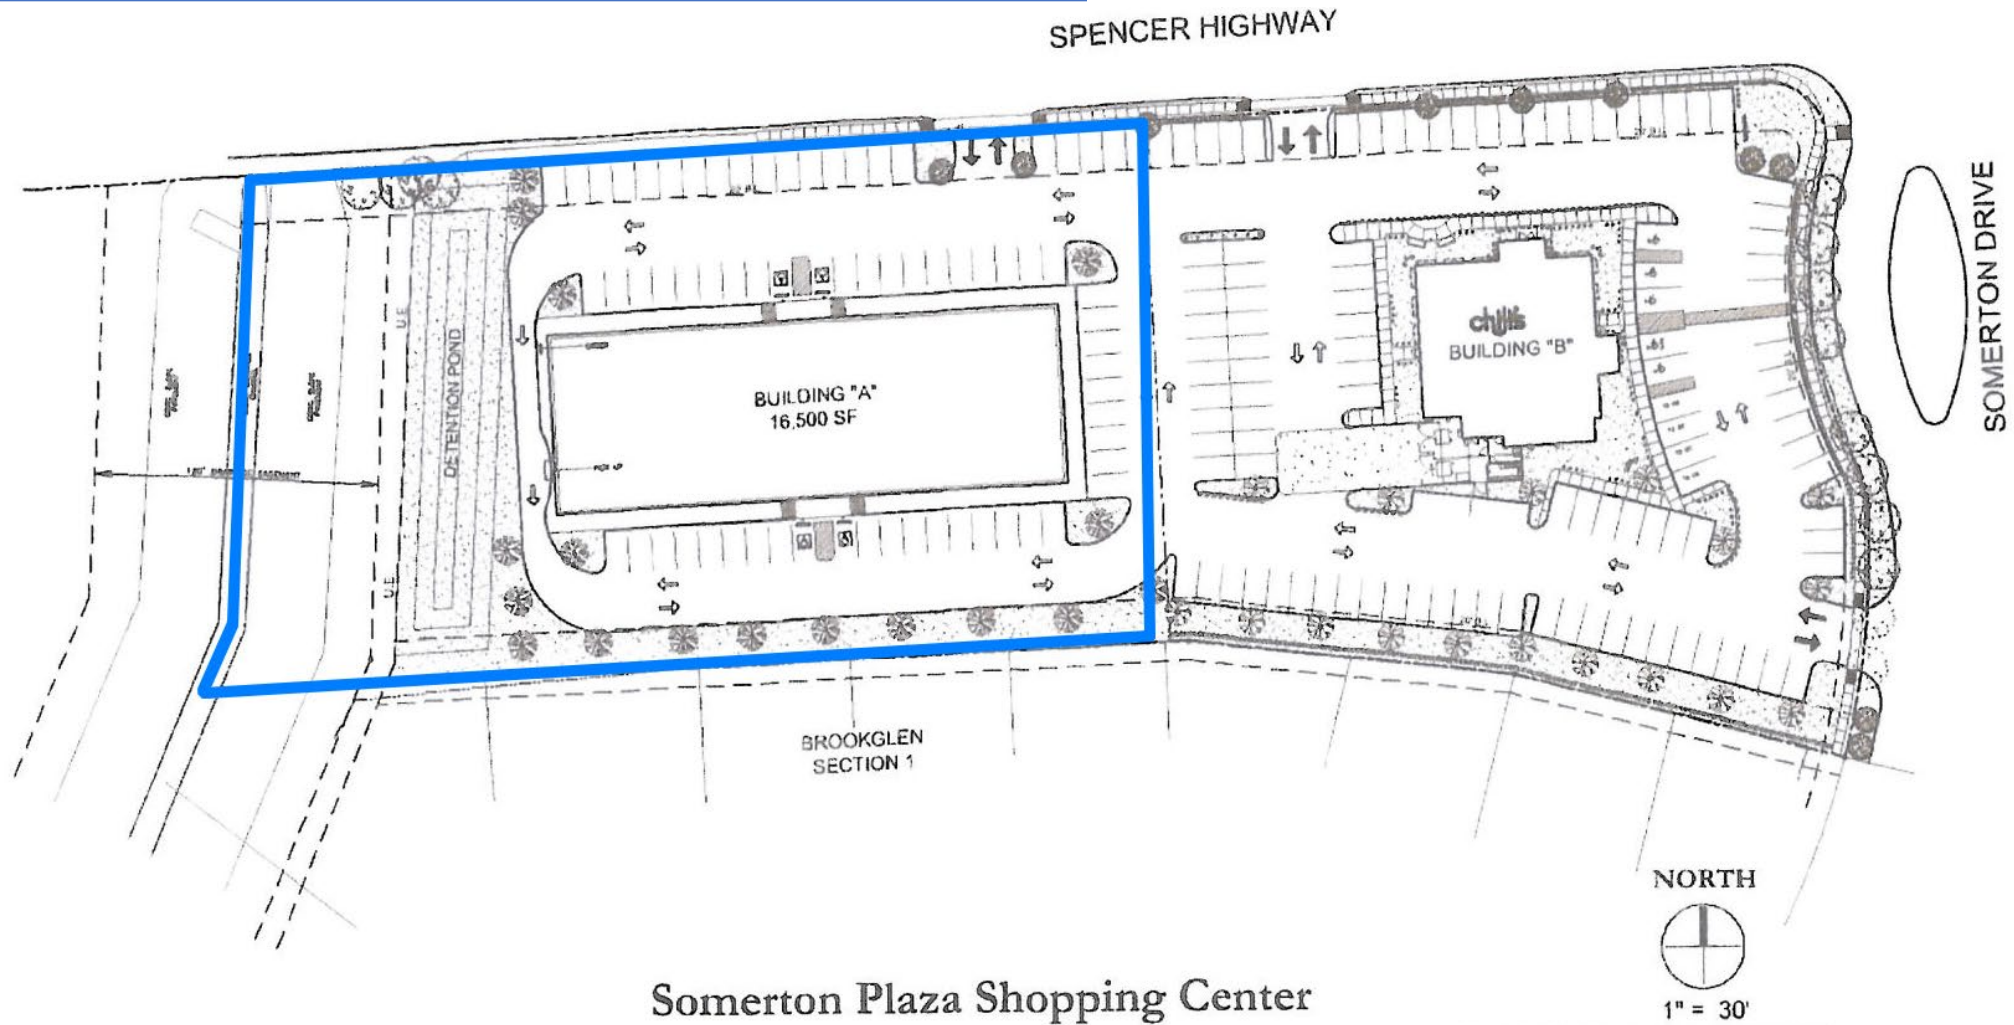 SPENCER HIGHWAY
SOMERTON DRIVE
U.E.
DETENTION POND
BUILDING "A"
16,500 SF
chili's
BUILDING "B"
U.E.
BROOKGLEN
SECTION 1
NORTH
1" = 30'
Somerton Plaza Shopping Center